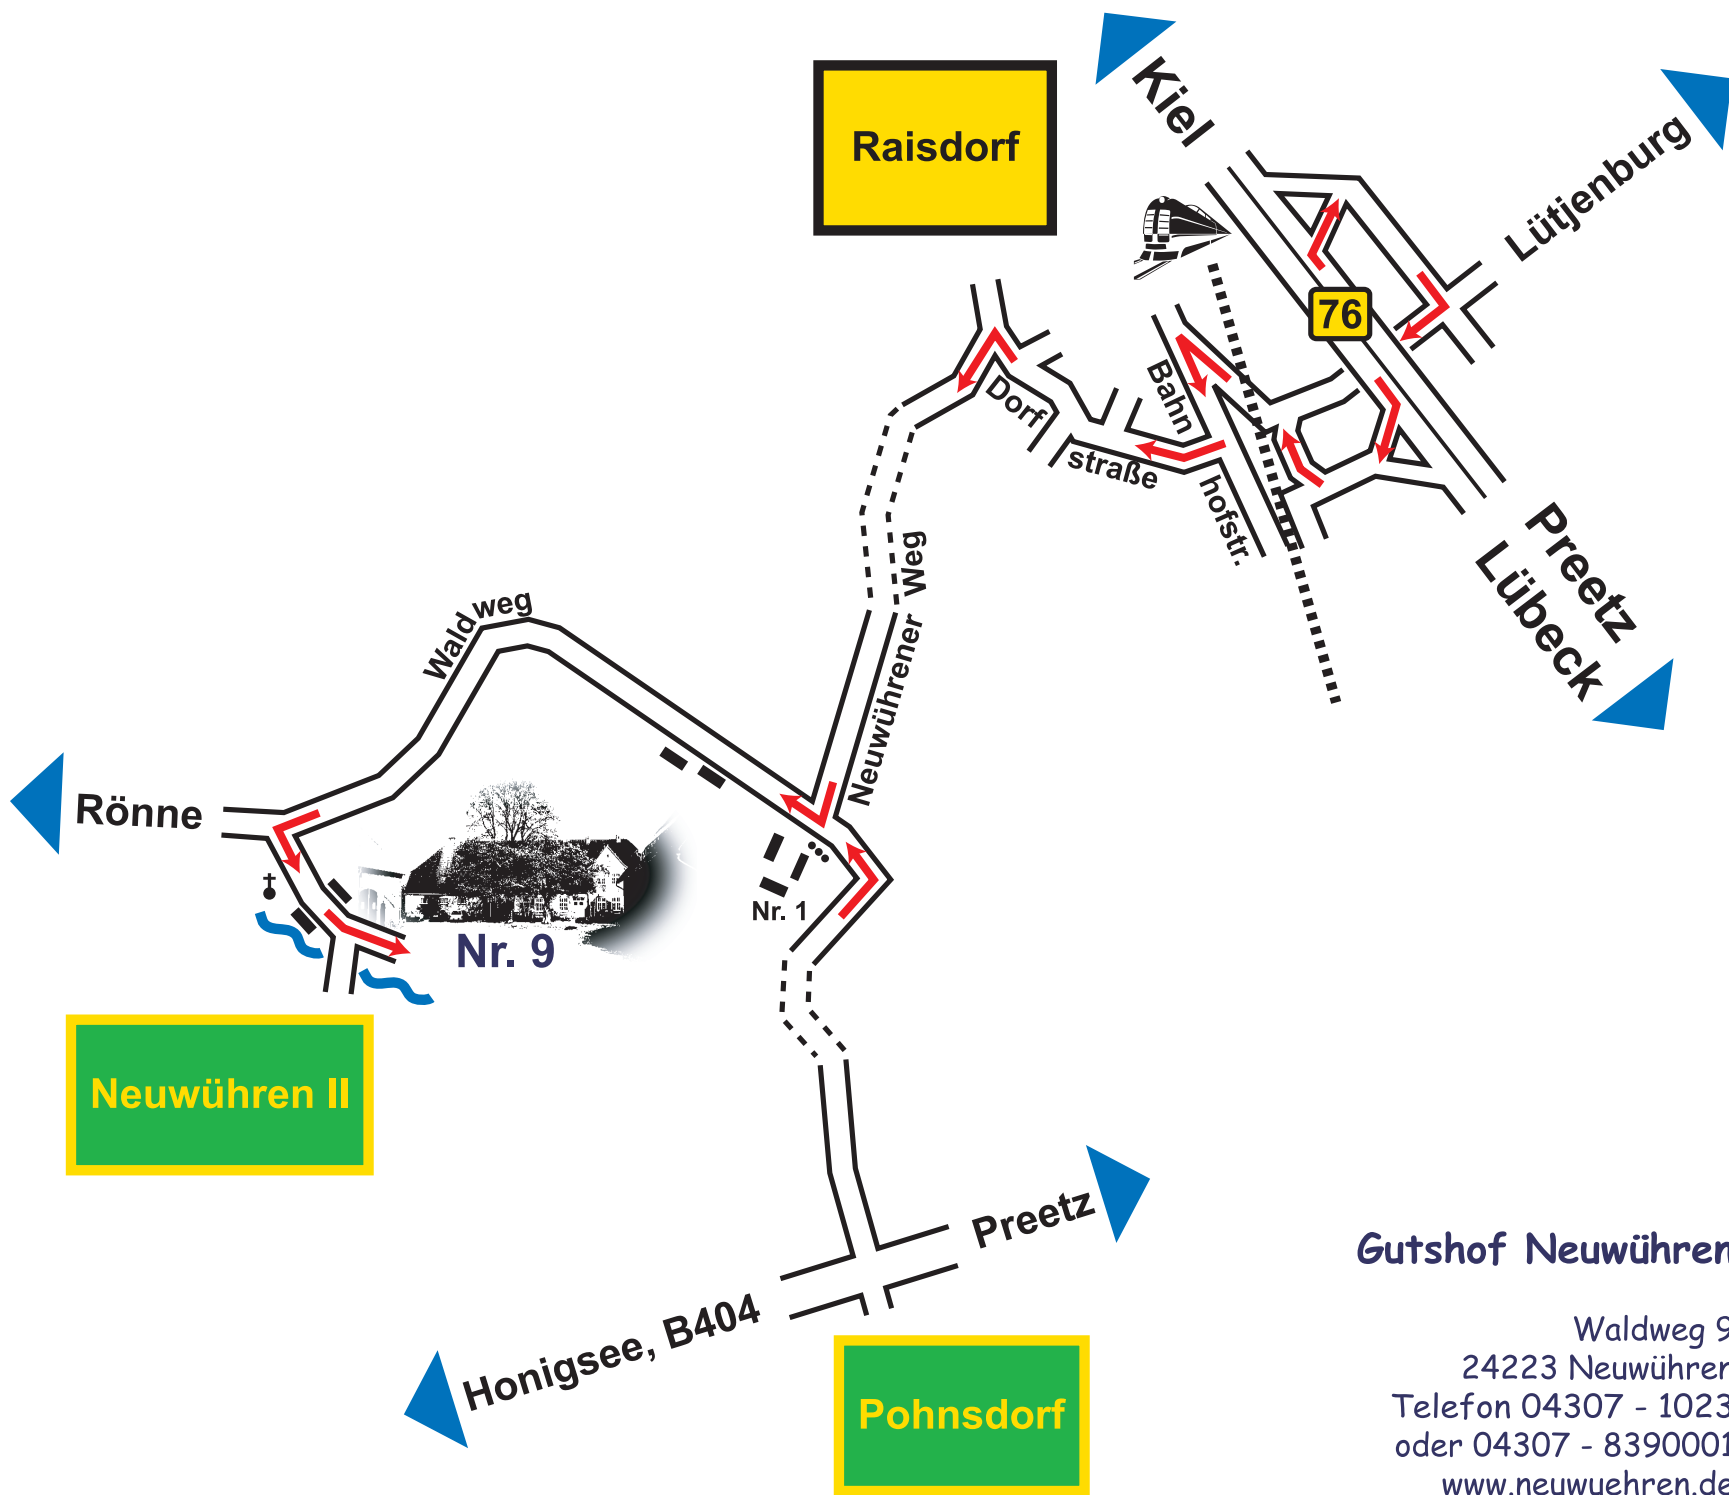 Kiel
Lütjenburg
Raisdorf
76
Bahn
hofstr.
Dorf
straße
Preetz
Lübeck
Neuwührener Weg
Waldweg
Rönne
Nr. 1
Nr. 9
Neuwühren II
Preetz
Honigsee, B404
Pohnsdorf
Gutshof Neuwühren
Waldweg 9
24223 Neuwühren
Telefon 04307 - 1023
oder 04307 - 8390001
www.neuwuehren.de